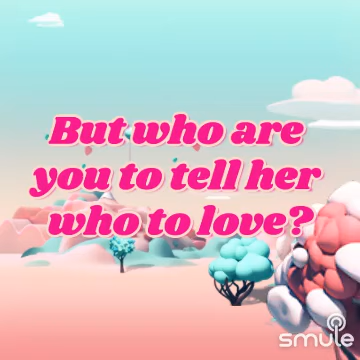 But who are
you to tell her
who to love?
smule